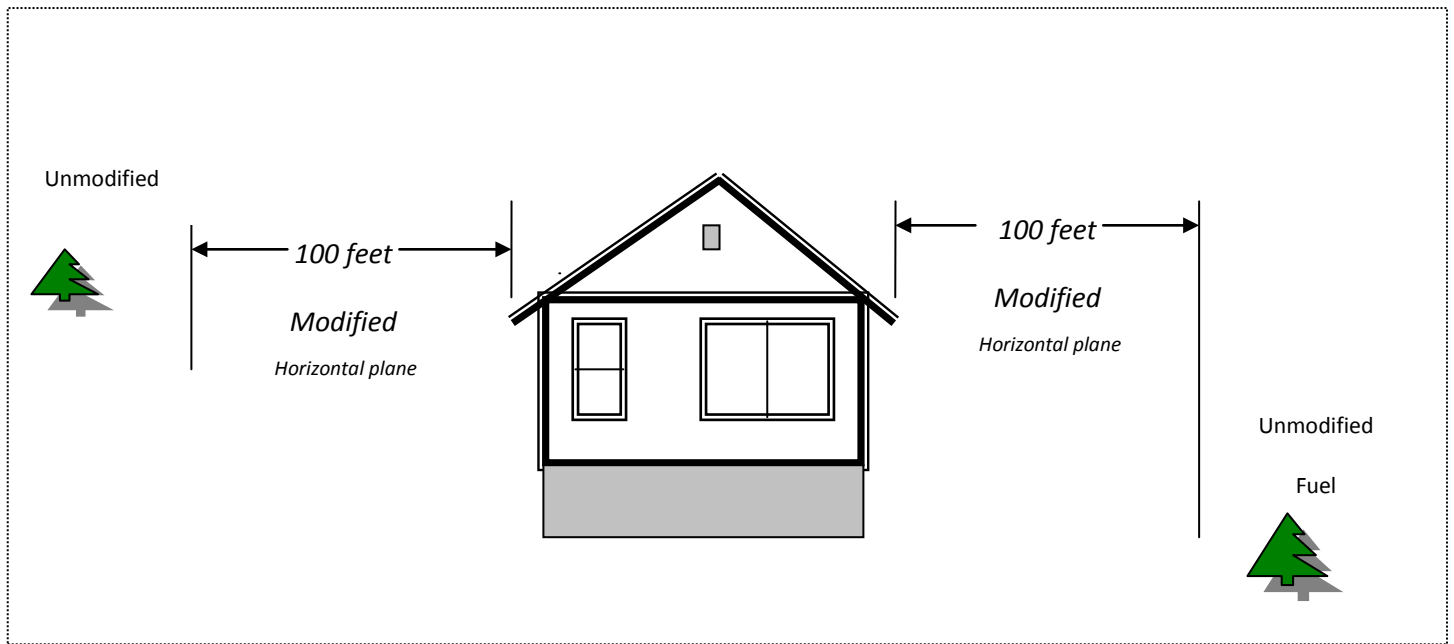 Unmodified
100 feet
Modified
Horizontal plane
100 feet
Modified
Horizontal plane
Unmodified
Fuel